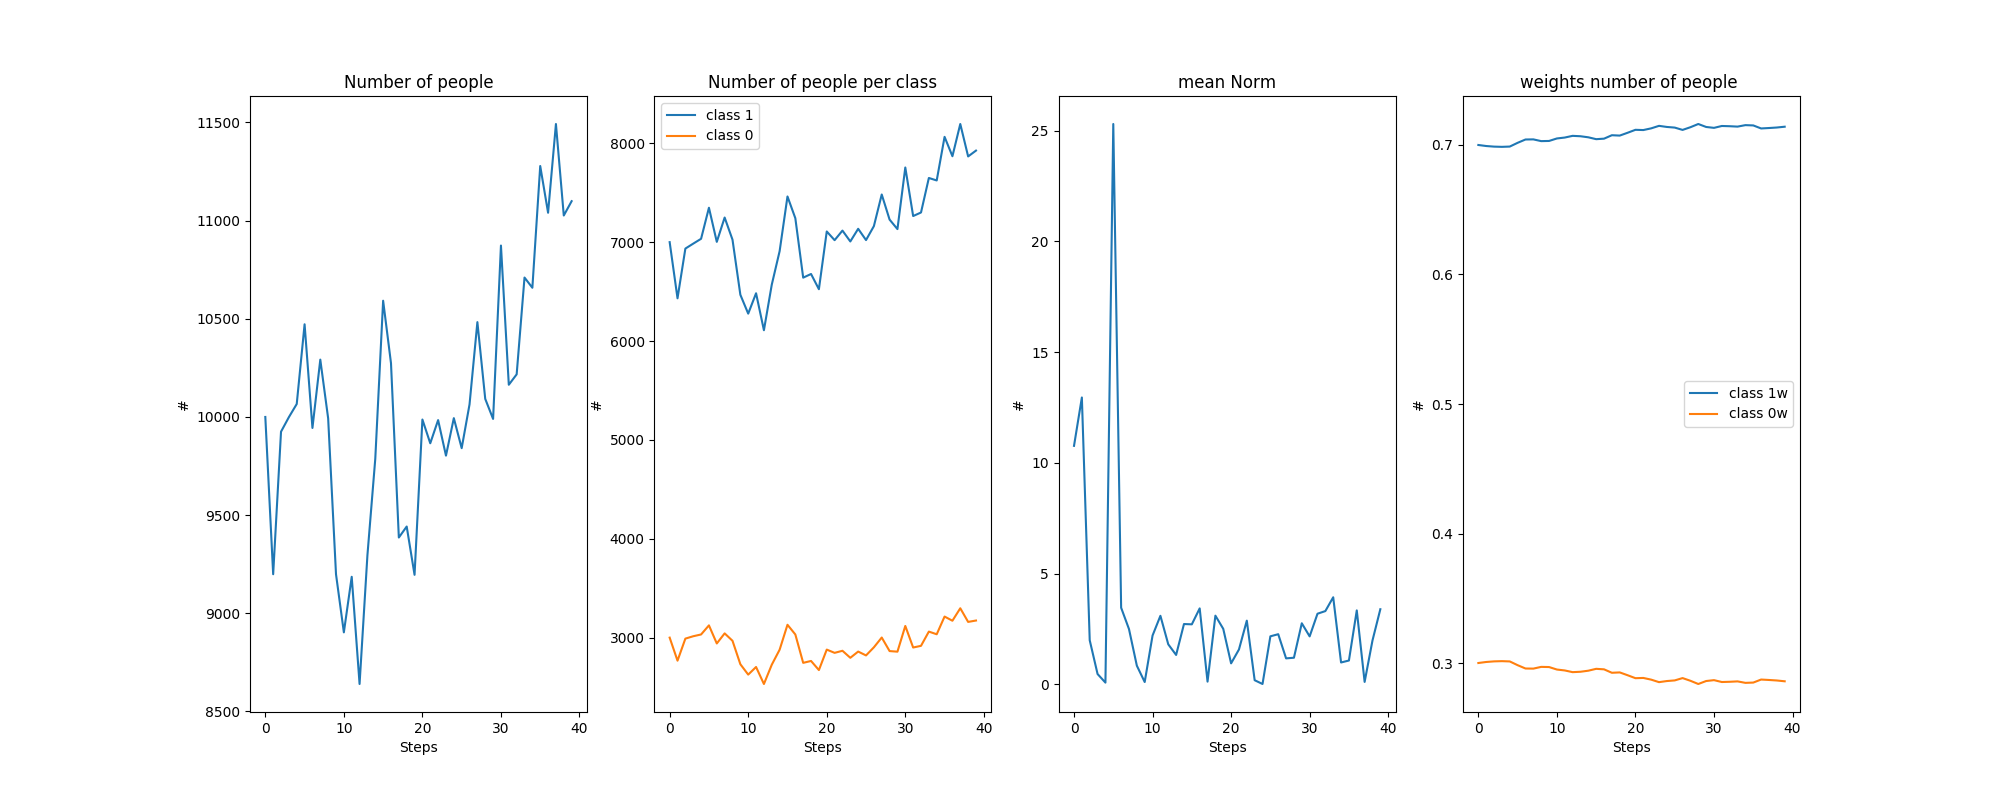 Number of people
11500
11000
10500
10000
9500
9000
8500
#
0 10 20 30 40
Steps
Number of people per class
class 1
class 0
8000
7000
6000
5000
4000
3000
#
0 10 20 30 40
Steps
mean Norm
25
20
15
10
5
0
#
0 10 20 30 40
Steps
weights number of people
0.7
0.6
0.5
0.4
0.3
#
class 1w
class 0w
0 10 20 30 40
Steps